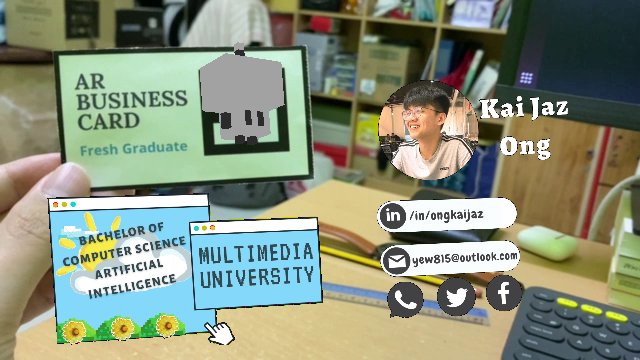 AR
BUSINESS
CARD
Fresh Graduate
Kai Jaz
Ong
in /in/ongkaijaz
yew815@outlook.com
BACHELOR OF
COMPUTER SCIENCE
ARTIFICIAL
INTELLIGENCE
MULTIMEDIA
UNIVERSITY